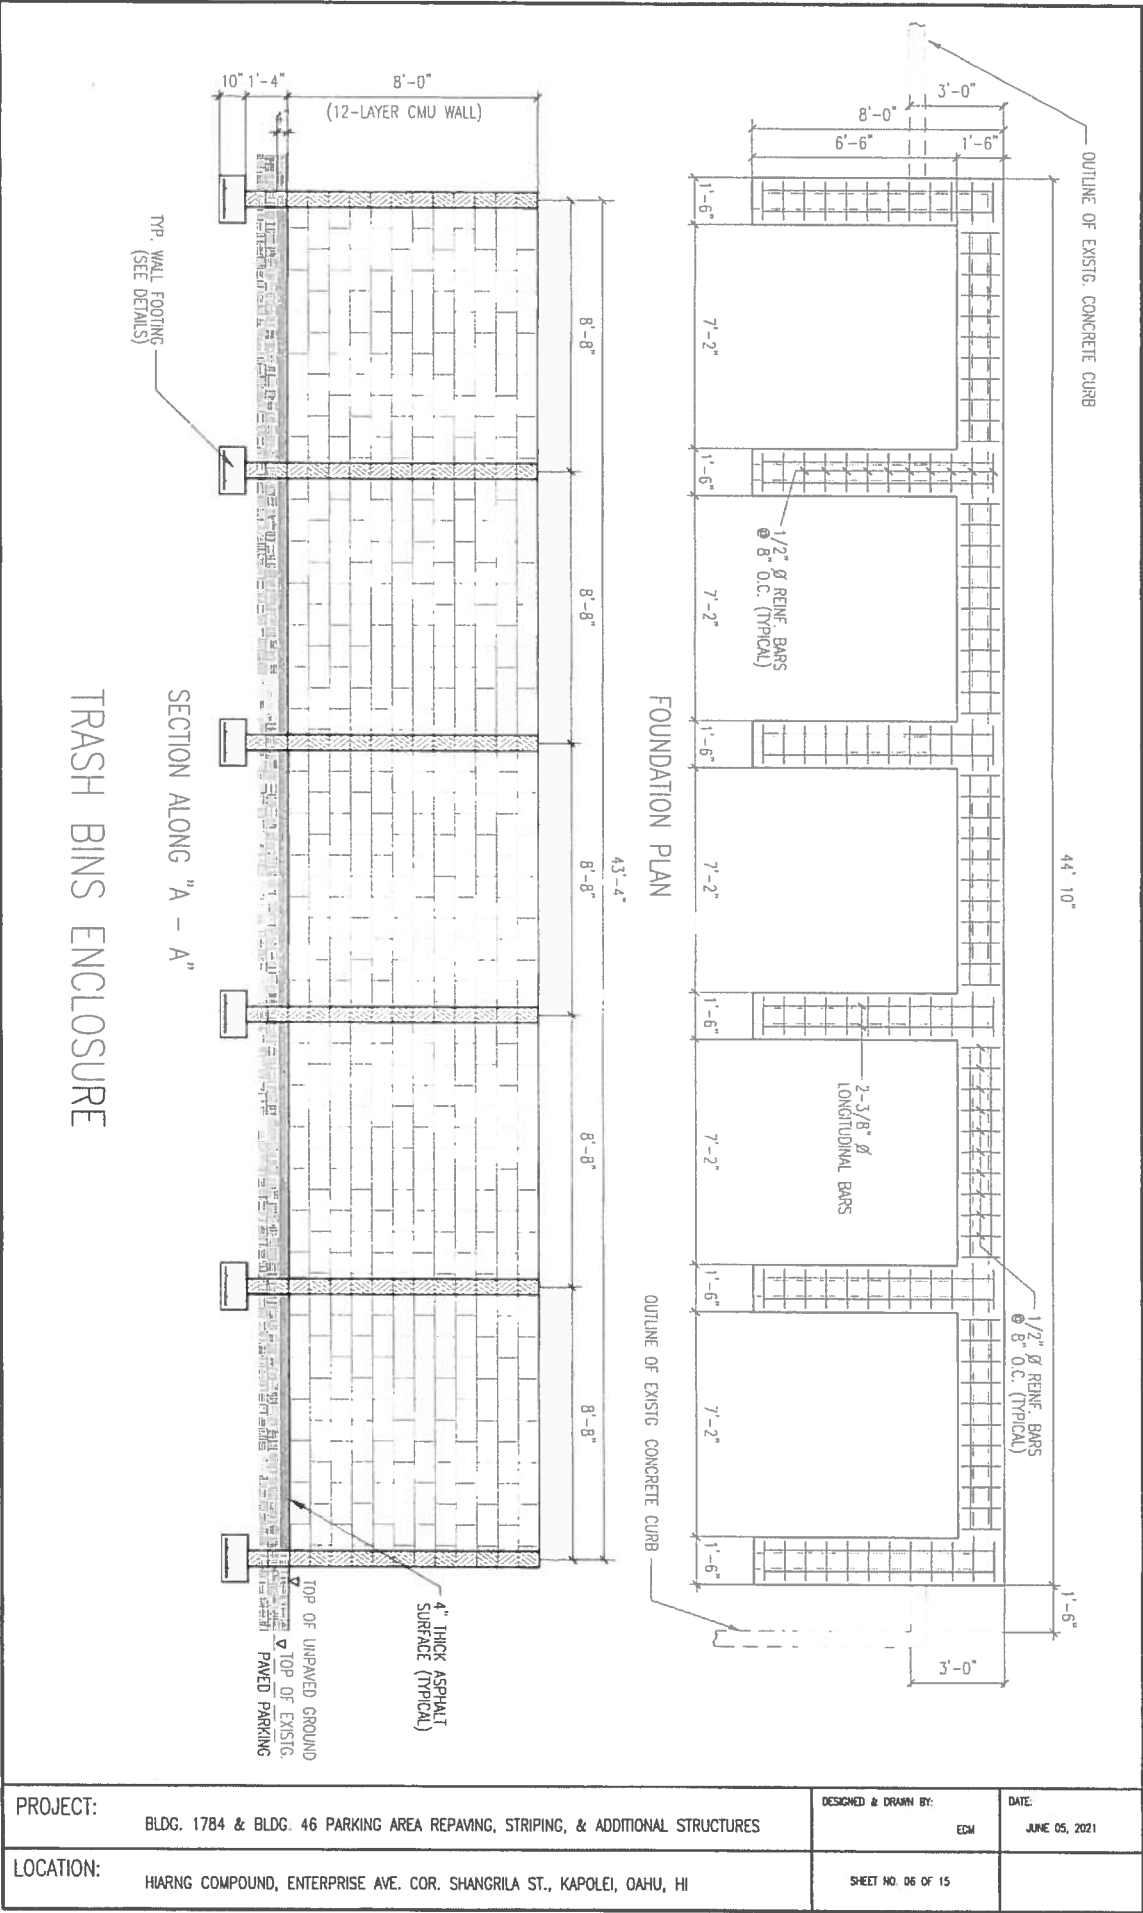 OUTLINE OF EXISTG. CONCRETE CURB
44' 10"
1'-6"
3'-0"
8'-0"
6'-6"
1'-6"
3'-0"
1/2" Ø REINF. BARS
@ 8" O.C. (TYPICAL)
1/2" Ø REINF. BARS
@ 8" O.C. (TYPICAL)
2-3/8" Ø
LONGITUDINAL BARS
1'-6"
7'-2"
1'-6"
7'-2"
1'-6"
7'-2"
1'-6"
7'-2"
1'-6"
7'-2"
1'-6"
OUTLINE OF EXISTG CONCRETE CURB
FOUNDATION PLAN
43'-4"
8'-8"
8'-8"
8'-8"
8'-8"
8'-8"
8'-0"
(12-LAYER CMU WALL)
1'-4"
10"
4" THICK ASPHALT
SURFACE (TYPICAL)
TOP OF UNPAVED GROUND
TOP OF EXISTG.
PAVED PARKING
TYP. WALL FOOTING
(SEE DETAILS)
SECTION ALONG "A - A"
TRASH BINS ENCLOSURE
PROJECT:
BLDG. 1784 & BLDG. 46 PARKING AREA REPAVING, STRIPING, & ADDITIONAL STRUCTURES
DESIGNED & DRAWN BY:
ECM
DATE:
JUNE 05, 2021
LOCATION:
HIARNG COMPOUND, ENTERPRISE AVE. COR. SHANGRILA ST., KAPOLEI, OAHU, HI
SHEET NO. 06 OF 15